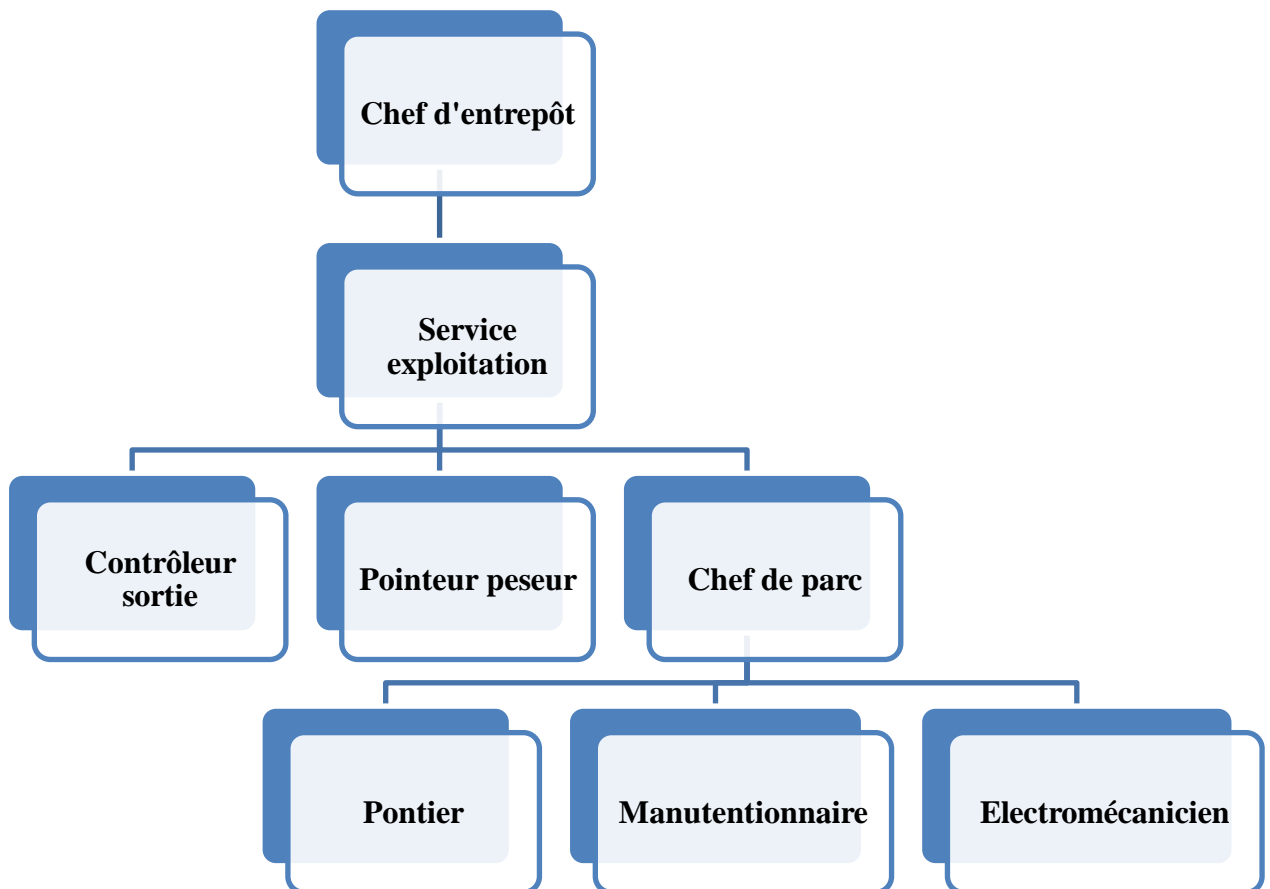 Chef d'entrepôt
Service
exploitation
Contrôleur
sortie
Pointeur peseur
Chef de parc
Pontier
Manutentionnaire
Electromécanicien